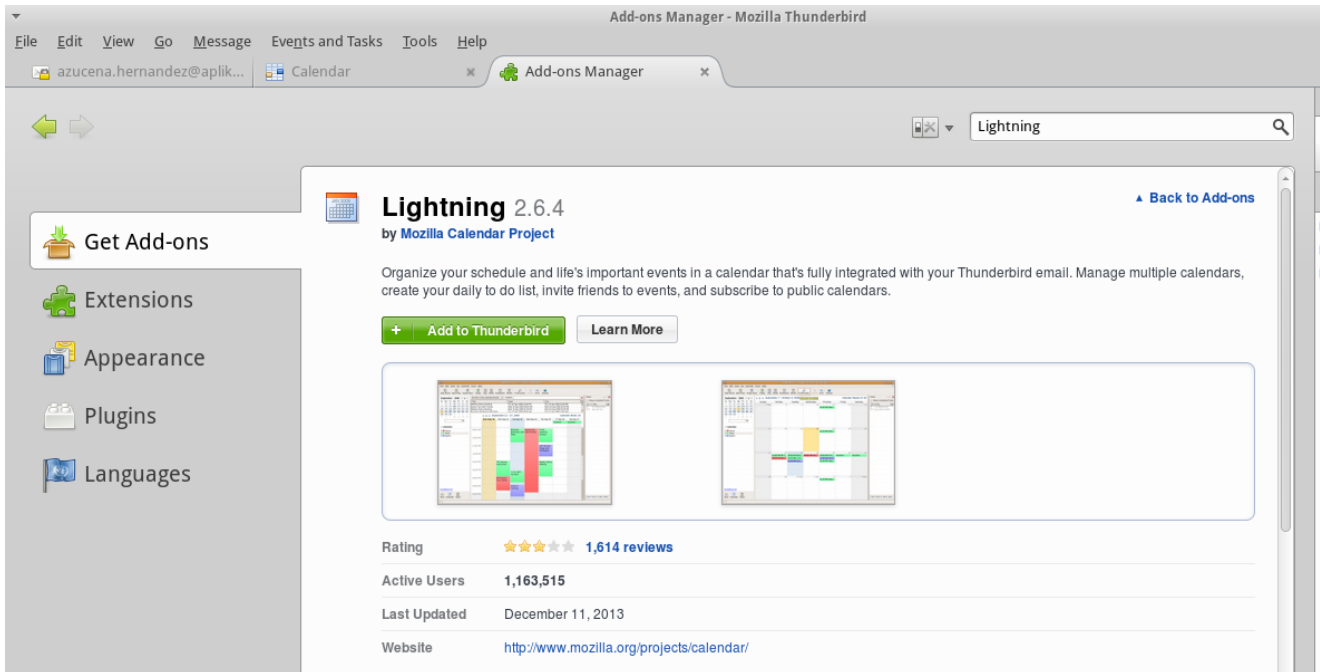 Add-ons Manager - Mozilla Thunderbird
File Edit View Go Message Events and Tasks Tools Help
azucena.hernandez@aplik... Calendar Add-ons Manager
Lightning
Lightning 2.6.4
Back to Add-ons
by Mozilla Calendar Project
Organize your schedule and life's important events in a calendar that's fully integrated with your Thunderbird email. Manage multiple calendars,
create your daily to do list, invite friends to events, and subscribe to public calendars.
+ Add to Thunderbird Learn More
Get Add-ons
Extensions
Appearance
Plugins
Languages
Rating 1,614 reviews
Active Users 1,163,515
Last Updated December 11, 2013
Website http://www.mozilla.org/projects/calendar/